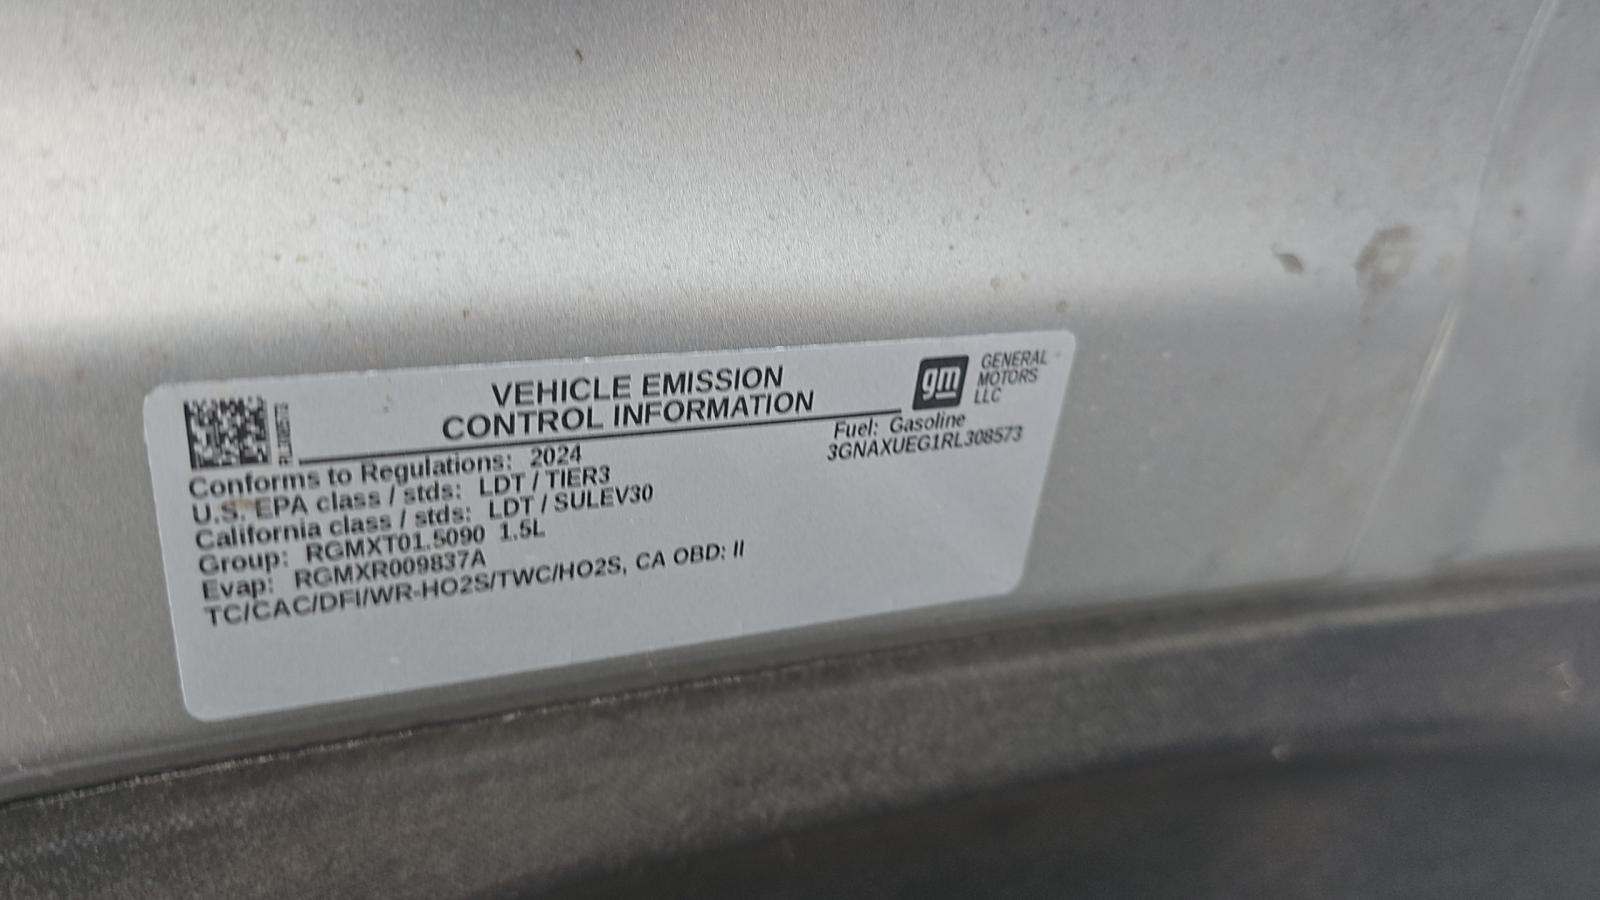 VEHICLE EMISSION
CONTROL INFORMATION
gm
GENERAL
MOTORS
LLC
Fuel: Gasoline
3GNAXUEG1RL308573
Conforms to Regulations: 2024
U.S. EPA class / stds: LDT / TIER3
California class / stds: LDT / SULEV30
Group: RGMXT01.5090 1.5L
Evap: RGMXR009837A
TC/CAC/DFI/WR-HO2S/TWC/HO2S, CA OBD: II